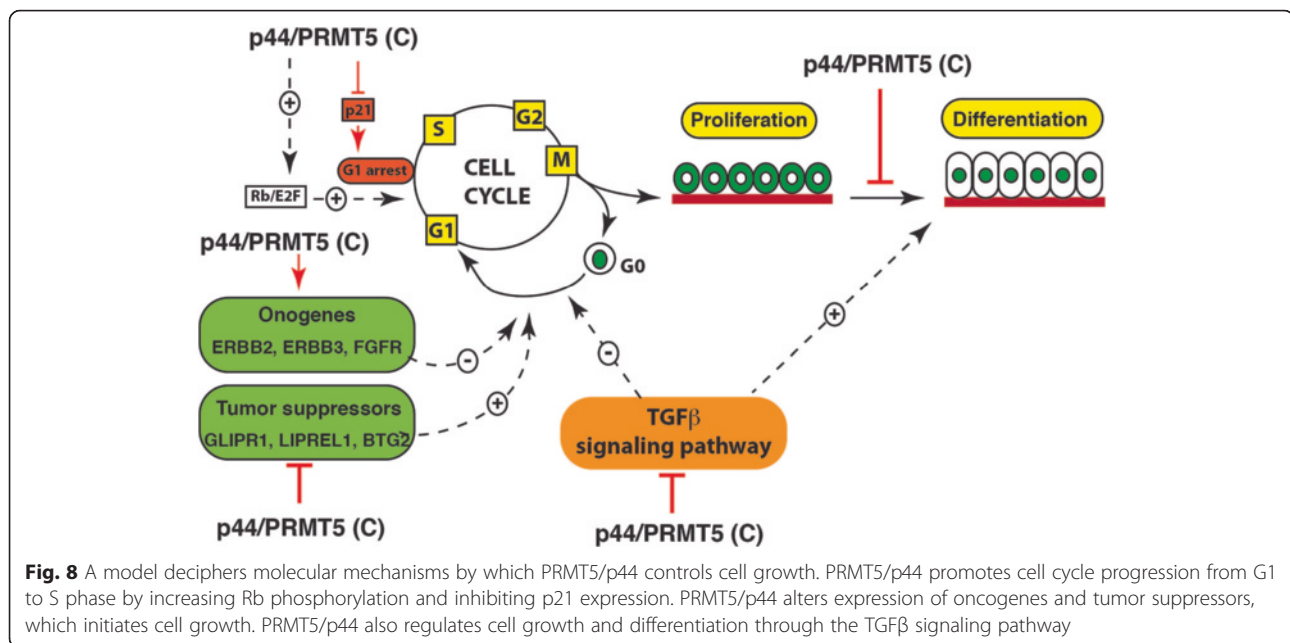 p44/PRMT5 (C)
p44/PRMT5 (C)
+
p21
S
G2
Proliferation
Differentiation
G1 arrest
CELL
CYCLE
M
Rb/E2F
+
G1
p44/PRMT5 (C)
G0
Onogenes
ERBB2, ERBB3, FGFR
-
-
+
Tumor suppressors
GLIPR1, LIPREL1, BTG2
+
TGFβ
signaling pathway
p44/PRMT5 (C)
p44/PRMT5 (C)
Fig. 8 A model deciphers molecular mechanisms by which PRMT5/p44 controls cell growth. PRMT5/p44 promotes cell cycle progression from G1
to S phase by increasing Rb phosphorylation and inhibiting p21 expression. PRMT5/p44 alters expression of oncogenes and tumor suppressors,
which initiates cell growth. PRMT5/p44 also regulates cell growth and differentiation through the TGFβ signaling pathway